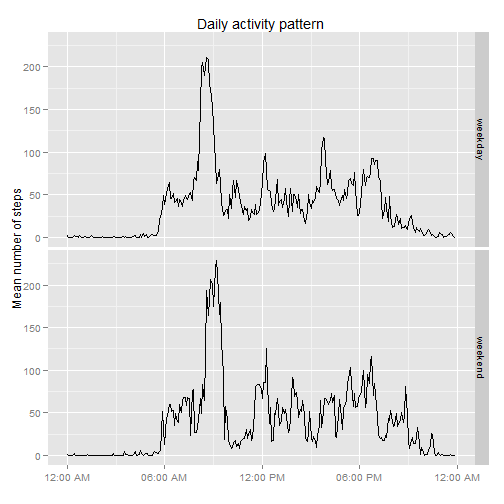 Daily activity pattern
Mean number of steps
200
150
100
50
0
weekday
200
150
100
50
0
weekend
12:00 AM
06:00 AM
12:00 PM
06:00 PM
12:00 AM